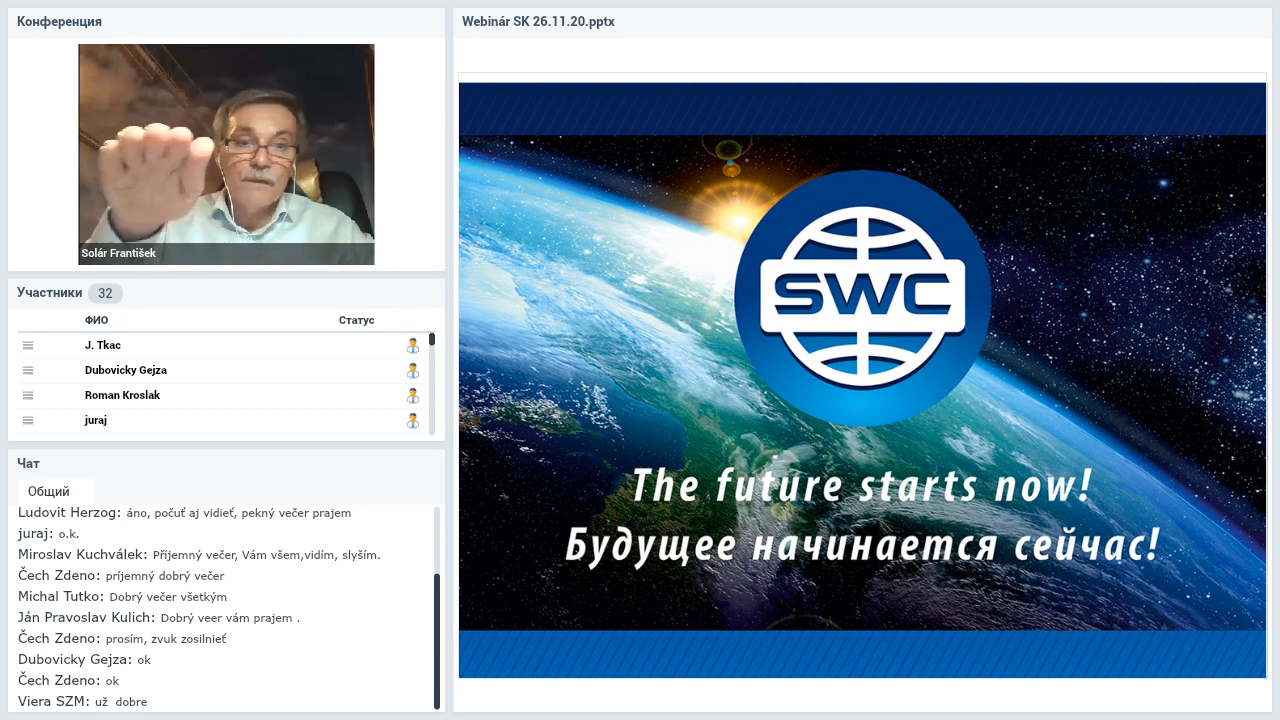 Конференция
Solár František
Участники 32
ФИО Статус
J. Tkac
Dubovicky Gejza
Roman Kroslak
juraj
Чат
Общий
Ludovit Herzog: áno, počuť aj vidieť, pekný večer prajem
juraj: o.k.
Miroslav Kuchválek: Příjemný večer, Vám všem,vidím, slyším.
Čech Zdeno: príjemný dobrý večer
Michal Tutko: Dobrý večer všetkým
Ján Pravoslav Kulich: Dobrý veer vám prajem .
Čech Zdeno: prosím, zvuk zosilnieť
Dubovicky Gejza: ok
Čech Zdeno: ok
Viera SZM: už dobre
Webinár SK 26.11.20.pptx
SWC
The future starts now!
Будущее начинается сейчас!